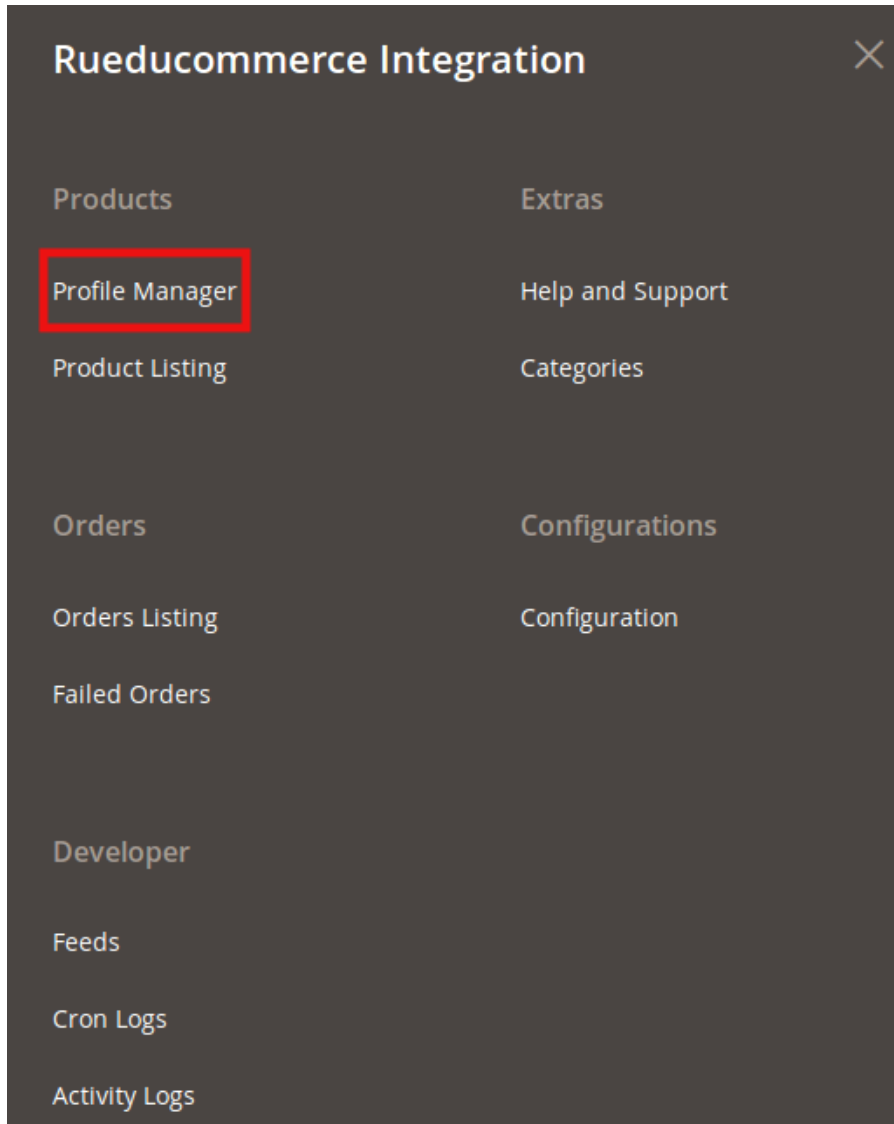 Rueducommerce Integration
Products
Profile Manager
Product Listing
Extras
Help and Support
Categories
Orders
Orders Listing
Failed Orders
Configurations
Configuration
Developer
Feeds
Cron Logs
Activity Logs